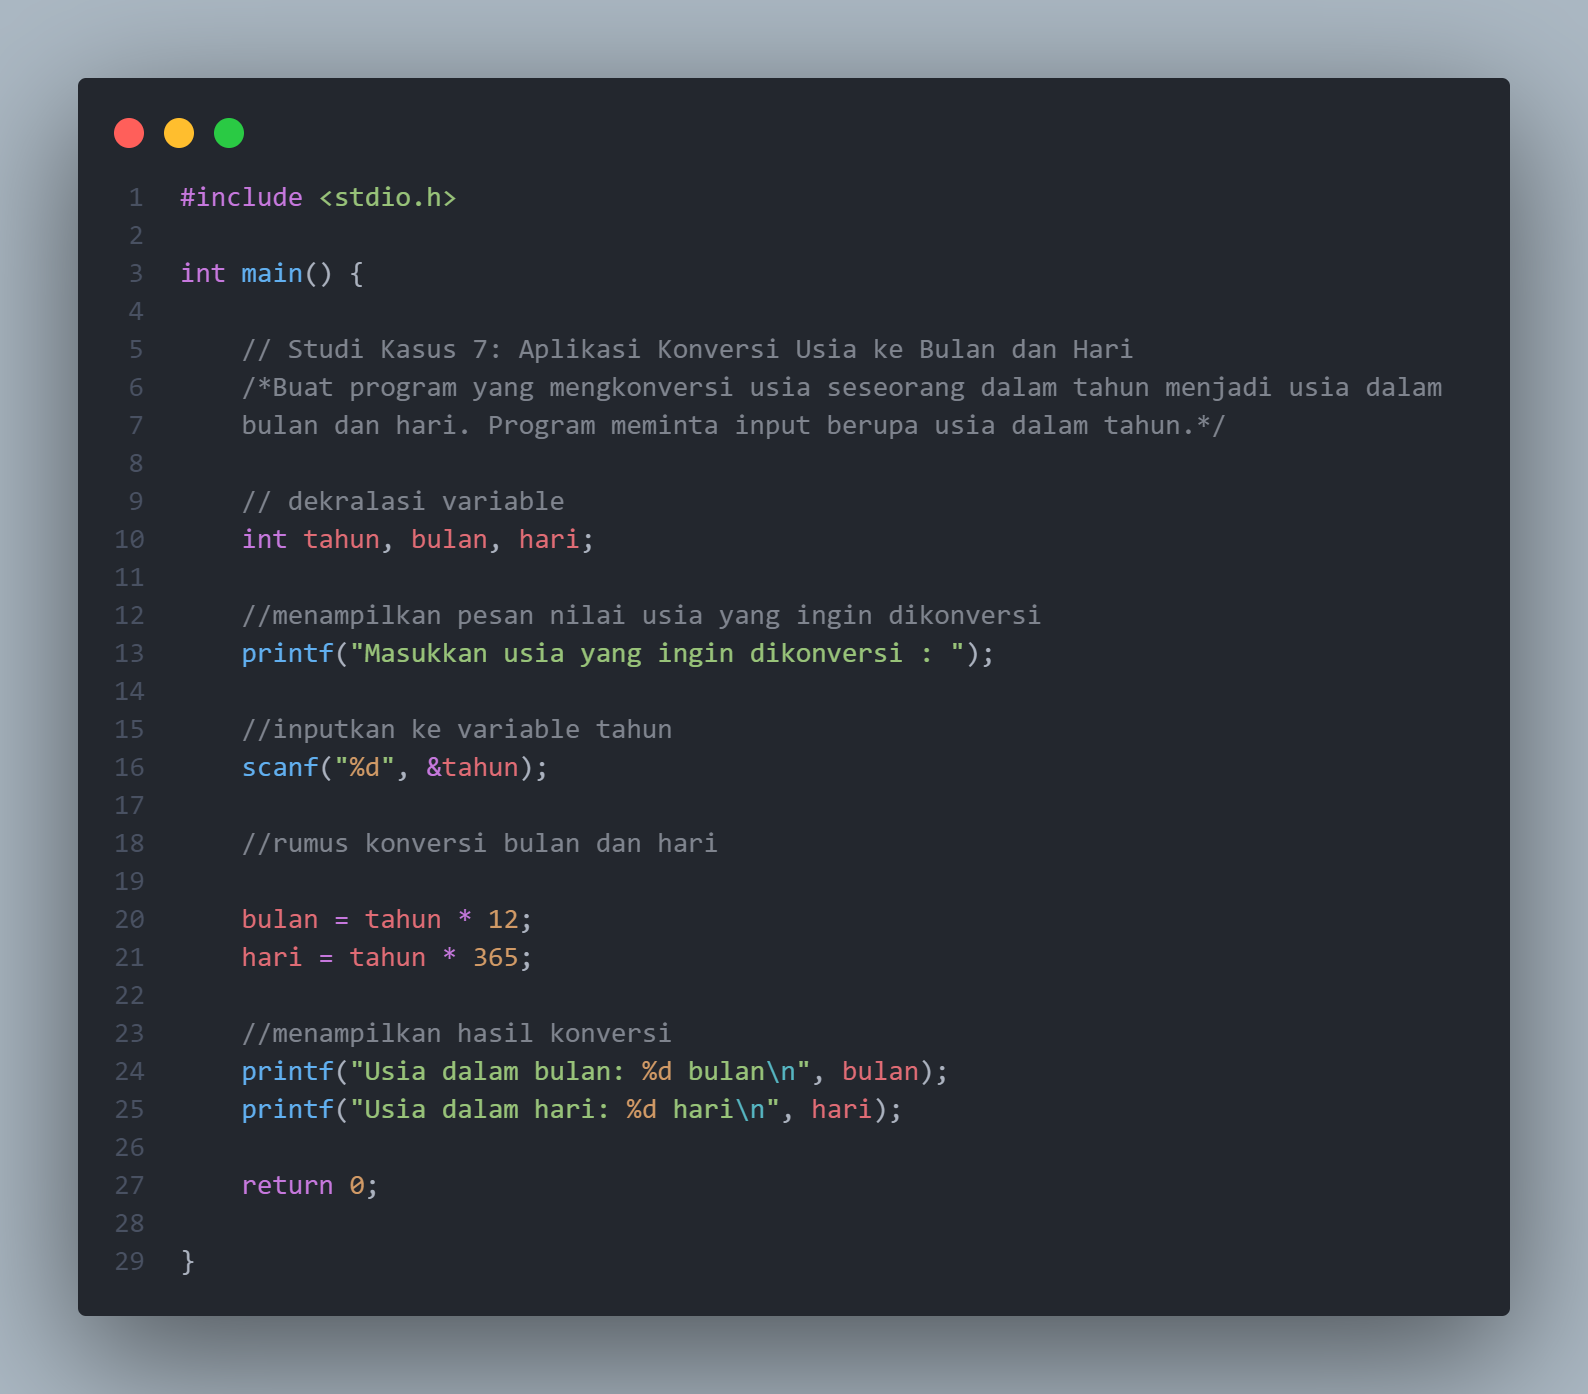 1 #include <stdio.h>
2
3 int main() {
4
5     // Studi Kasus 7: Aplikasi Konversi Usia ke Bulan dan Hari
6     /*Buat program yang mengkonversi usia seseorang dalam tahun menjadi usia dalam
7     bulan dan hari. Program meminta input berupa usia dalam tahun.*/
8
9     // dekralasi variable
10     int tahun, bulan, hari;
11
12     //menampilkan pesan nilai usia yang ingin dikonversi
13     printf("Masukkan usia yang ingin dikonversi : ");
14
15     //inputkan ke variable tahun
16     scanf("%d", &tahun);
17
18     //rumus konversi bulan dan hari
19
20     bulan = tahun * 12;
21     hari = tahun * 365;
22
23     //menampilkan hasil konversi
24     printf("Usia dalam bulan: %d bulan\n", bulan);
25     printf("Usia dalam hari: %d hari\n", hari);
26
27     return 0;
28
29 }